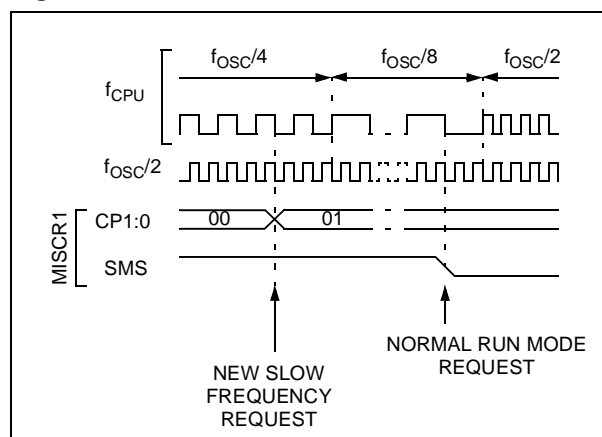 fOSC/4 fOSC/8 fOSC/2
fCPU
fOSC/2
MISCR1
CP1:0 00 01
SMS
NEW SLOW
FREQUENCY
REQUEST
NORMAL RUN MODE
REQUEST